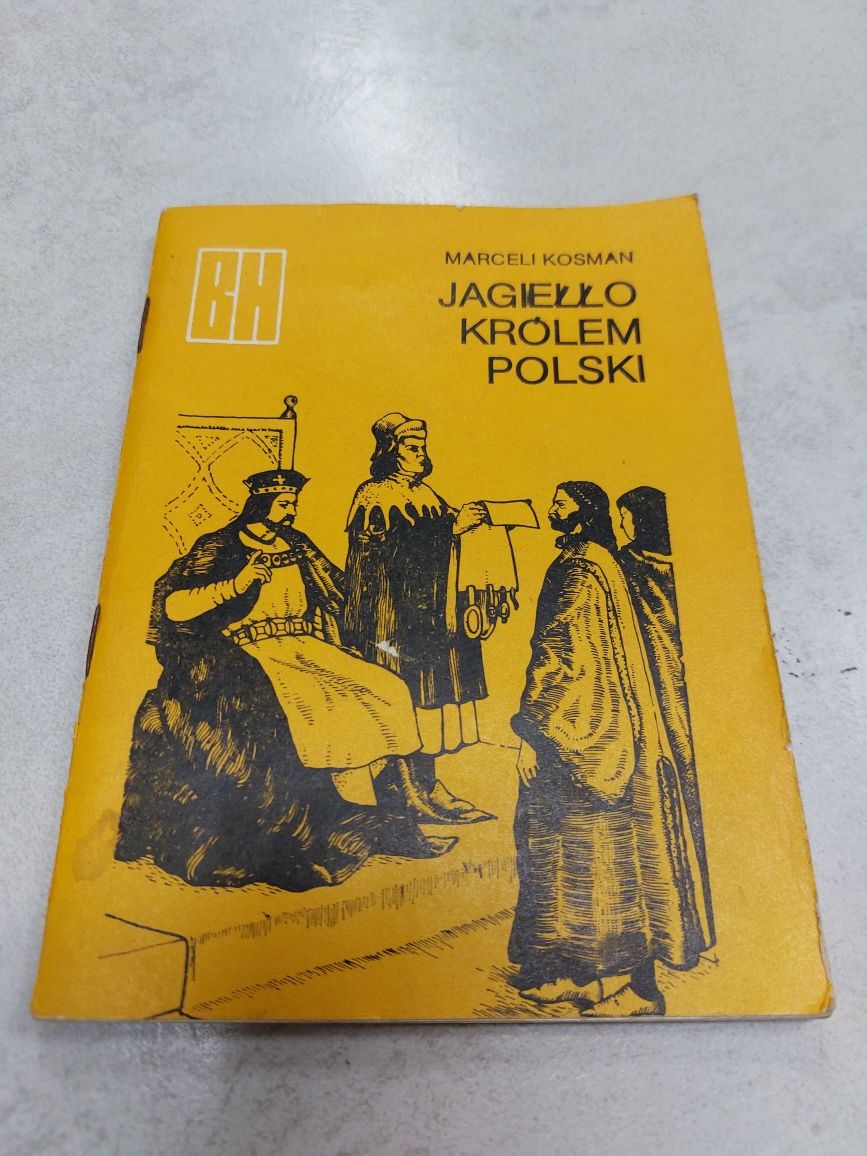 BH
MARCELI KOSMAN
JAGIEŁŁO
KRÓLEM
POLSKI